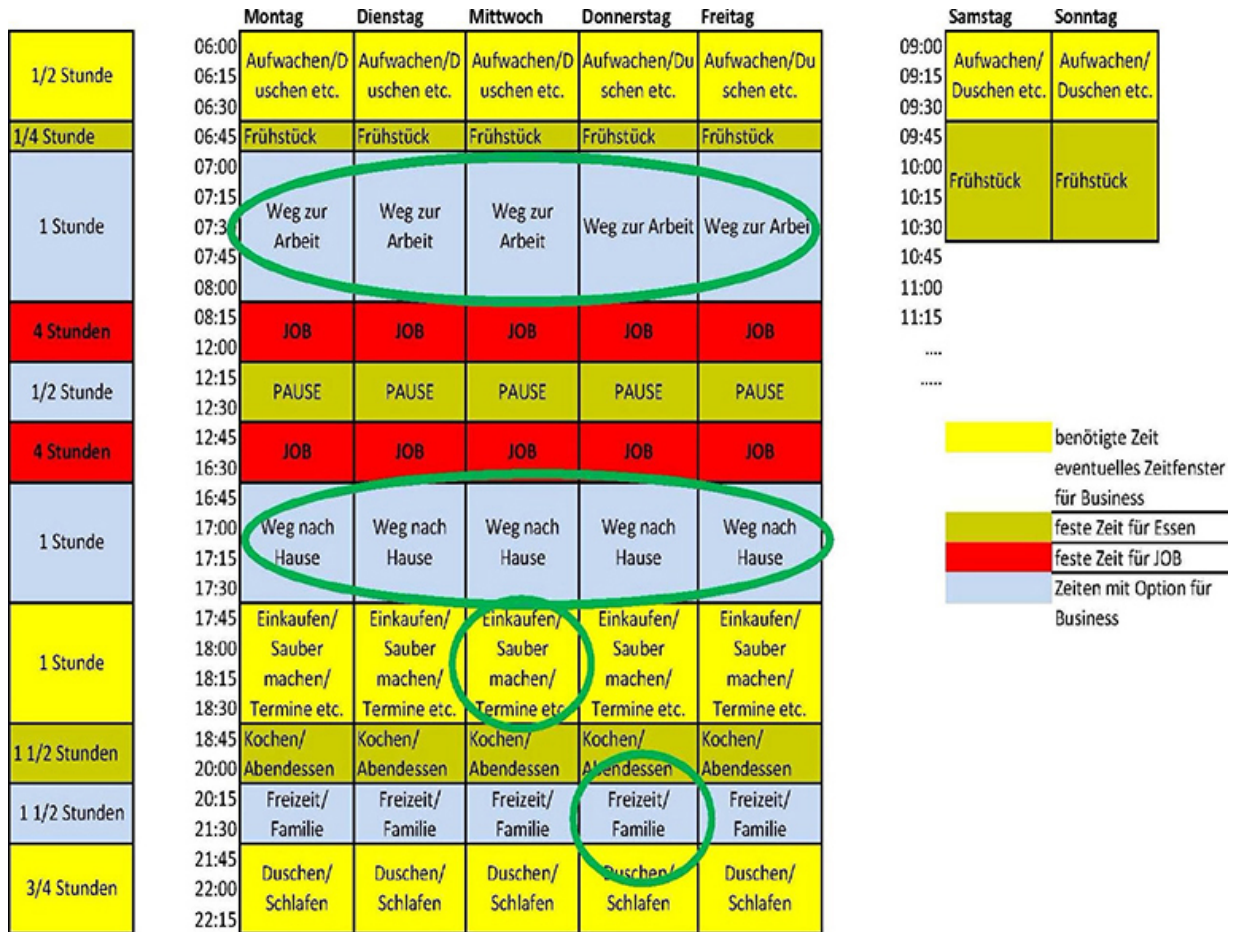 Montag Dienstag Mittwoch Donnerstag Freitag Samstag Sonntag
1/2 Stunde
1/4 Stunde
1 Stunde
4 Stunden
1/2 Stunde
4 Stunden
1 Stunde
1 Stunde
1 1/2 Stunden
1 1/2 Stunden
3/4 Stunden
06:00
06:15
06:30
06:45
07:00
07:15
07:30
07:45
08:00
08:15
12:00
12:15
12:30
12:45
16:30
16:45
17:00
17:15
17:30
17:45
18:00
18:15
18:30
18:45
20:00
20:15
21:30
21:45
22:00
22:15
Aufwachen/D Aufwachen/D Aufwachen/D Aufwachen/Du Aufwachen/Du
uschen etc. uschen etc. uschen etc. schen etc. schen etc.
Frühstück Frühstück Frühstück Frühstück Frühstück
Weg zur Weg zur Weg zur
Arbeit Arbeit Arbeit Weg zur Arbeit Weg zur Arbei
JOB JOB JOB JOB JOB
PAUSE PAUSE PAUSE PAUSE PAUSE
JOB JOB JOB JOB JOB
Weg nach Weg nach Weg nach Weg nach Weg nach
Hause Hause Hause Hause Hause
Einkaufen/ Einkaufen/ Einkaufen/ Einkaufen/ Einkaufen/
Sauber Sauber Sauber Sauber Sauber
machen/ machen/ machen/ machen/ machen/
Termine etc. Termine etc. Termine etc Termine etc. Termine etc.
Kochen/ Kochen/ Kochen/ Kochen/ Kochen/
Abendessen Abendessen Abendessen Abendessen Abendessen
Freizeit/ Freizeit/ Freizeit/ Freizeit/ Freizeit/
Familie Familie Familie Familie Familie
Duschen/ Duschen/ Duschen/ Duschen/ Duschen/
Schlafen Schlafen Schlafen Schlafen Schlafen
09:00
09:15
09:30
09:45
10:00
10:15
10:30
10:45
11:00
11:15
....
.....
Aufwachen/ Aufwachen/
Duschen etc. Duschen etc.
Frühstück Frühstück
benötigte Zeit
eventuelles Zeitfenster
für Business
feste Zeit für Essen
feste Zeit für JOB
Zeiten mit Option für
Business